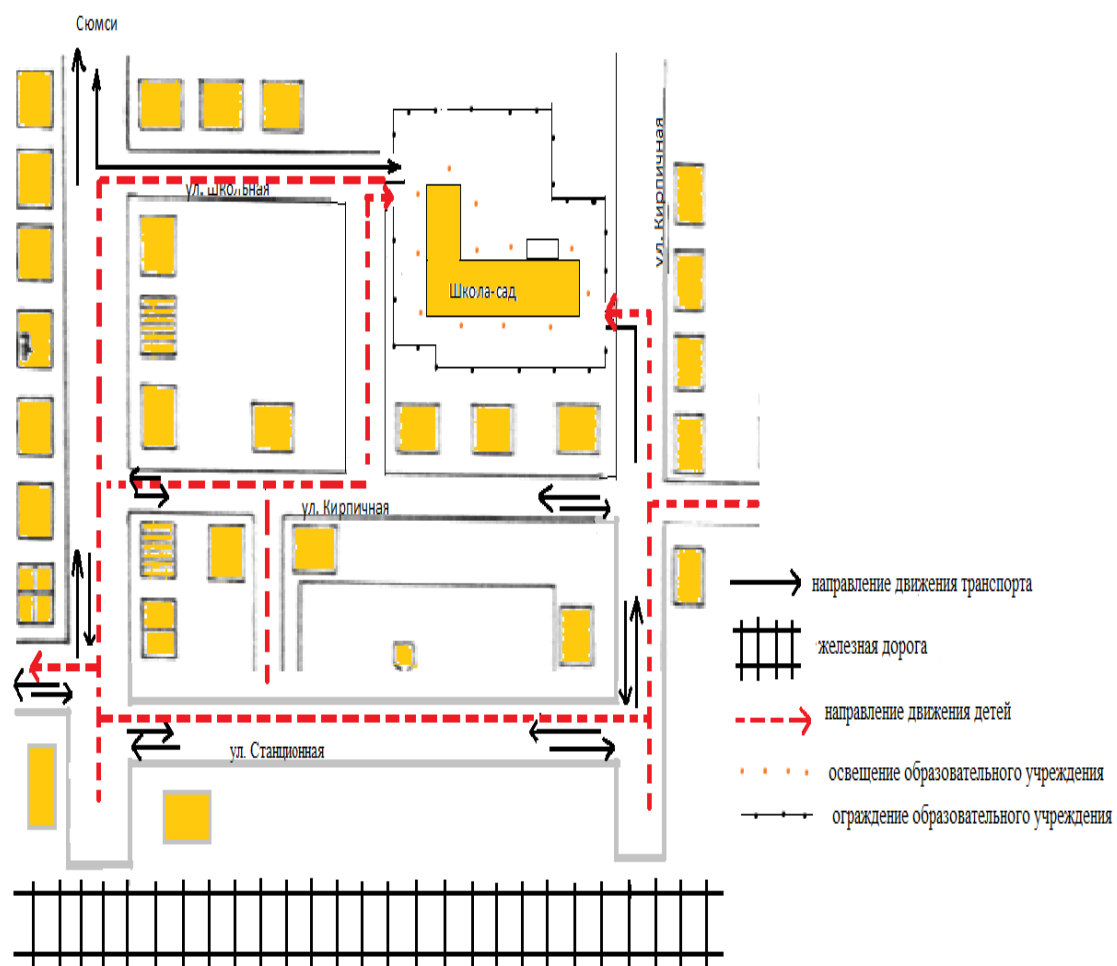 Сюмси
ул. Кирпичная
ул. Школьная
Школа-сад
ул. Кирпичная
направление движения транспорта
железная дорога
направление движения детей
ул. Станционная
освещение образовательного учреждения
ограждение образовательного учреждения